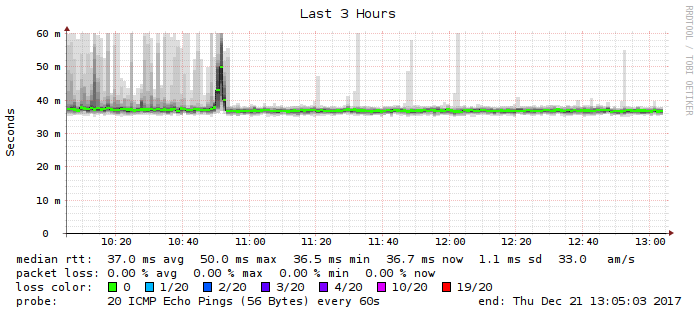 Last 3 Hours
RRDTOOL / TOBI OETIKER
Seconds
60 m
50 m
40 m
30 m
20 m
10 m
0
10:20 10:40 11:00 11:20 11:40 12:00 12:20 12:40 13:00
median rtt: 37.0 ms avg 50.0 ms max 36.5 ms min 36.7 ms now 1.1 ms sd 33.0 am/s
packet loss: 0.00 % avg 0.00 % max 0.00 % min 0.00 % now
loss color: 0 1/20 2/20 3/20 4/20 10/20 19/20
probe: 20 ICMP Echo Pings (56 Bytes) every 60s end: Thu Dec 21 13:05:03 2017